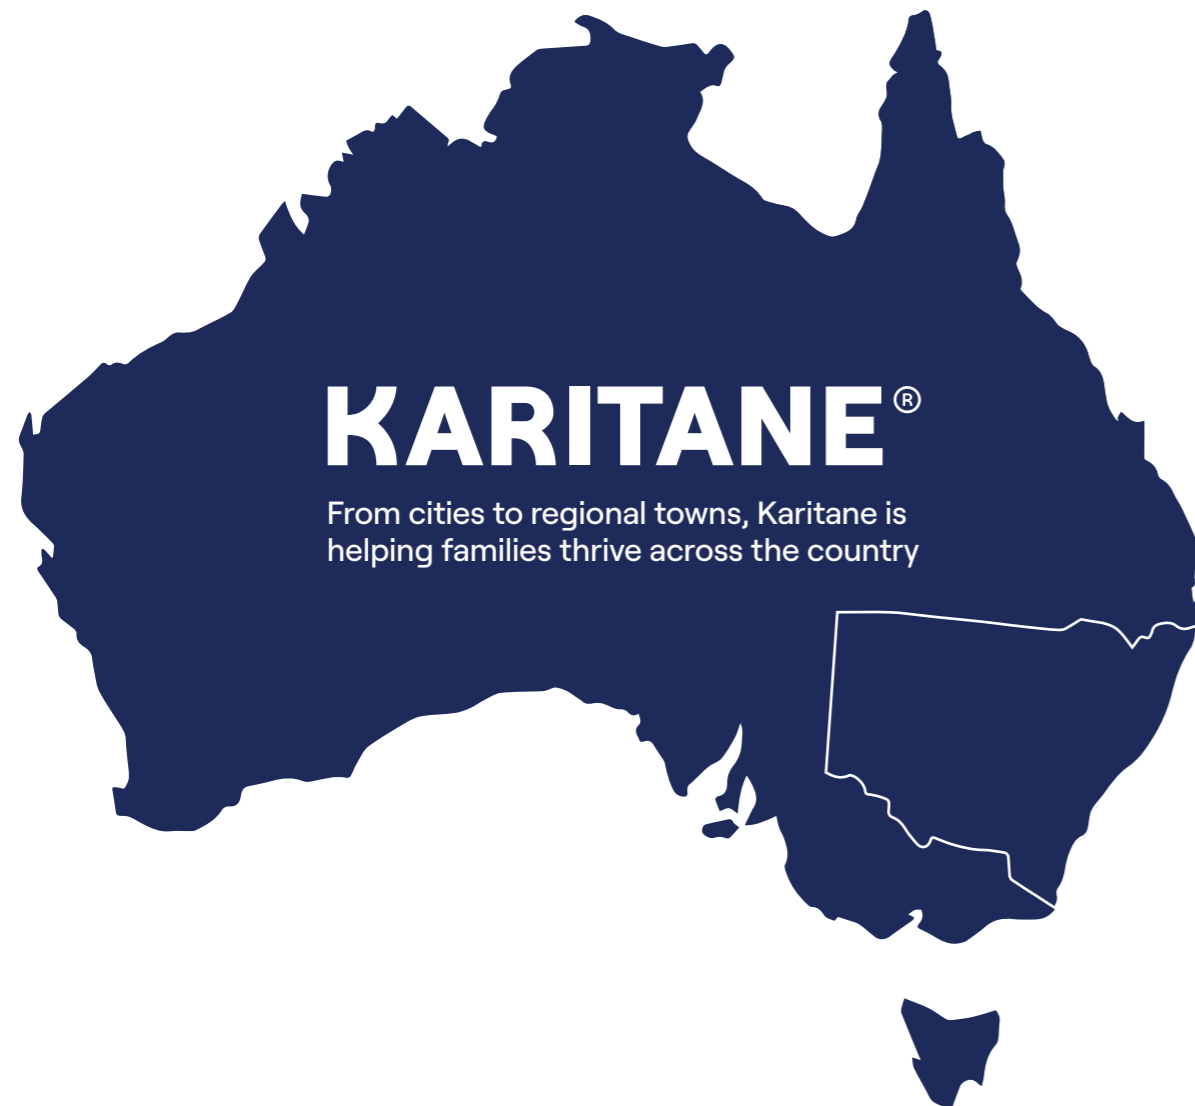 KARITANE®
From cities to regional towns, Karitane is
helping families thrive across the country